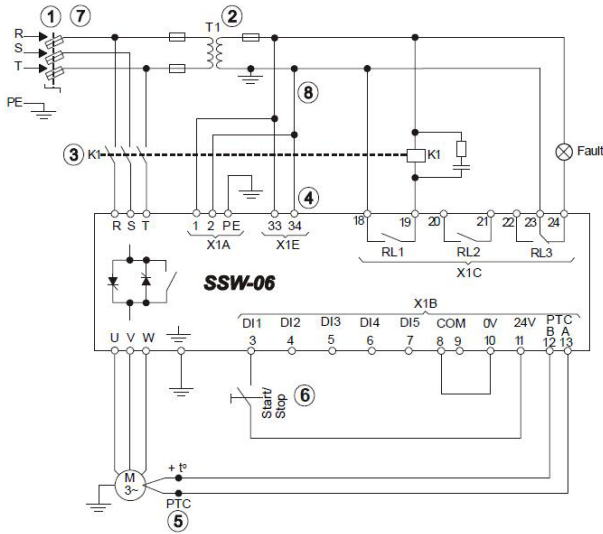 1 7 T1 2
R
S
T
PE
8
3 K1 K1 Fault
4
R S T 1 2 PE 33 34 18 19 20 21 22 23 24
X1A X1E RL1 RL2 RL3
X1C
SSW-06
X1B
DI1 DI2 DI3 DI4 DI5 COM 0V 24V PTC
B A
U V W 3 4 5 6 7 8 9 10 11 12 13
Start/
Stop
6
M
3~
+ tº
PTC
5